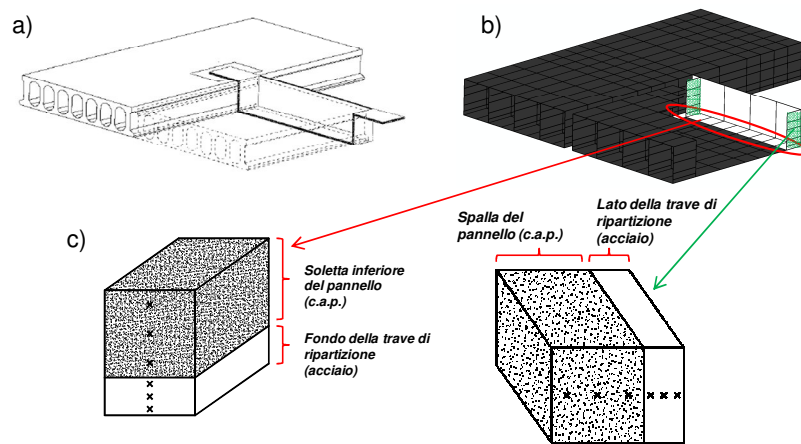 a)
b)
c)
Soletta inferiore
del pannello
(c.a.p.)
Fondo della trave di
ripartizione
(acciaio)
Spalla del
pannello (c.a.p.)
Lato della trave di
ripartizione
(acciaio)